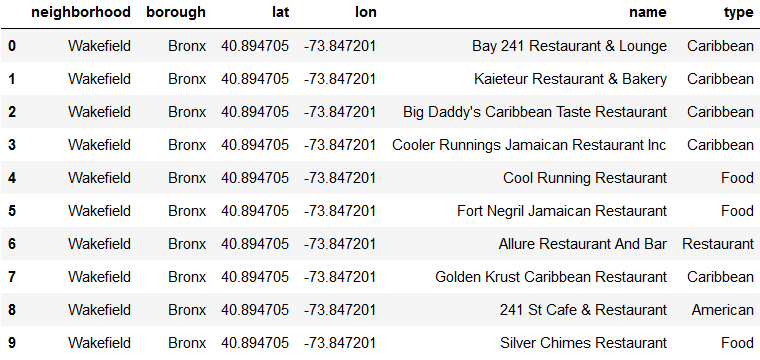 neighborhood borough lat lon name type
0 Wakefield Bronx 40.894705 -73.847201 Bay 241 Restaurant & Lounge Caribbean
1 Wakefield Bronx 40.894705 -73.847201 Kaieteur Restaurant & Bakery Caribbean
2 Wakefield Bronx 40.894705 -73.847201 Big Daddy's Caribbean Taste Restaurant Caribbean
3 Wakefield Bronx 40.894705 -73.847201 Cooler Runnings Jamaican Restaurant Inc Caribbean
4 Wakefield Bronx 40.894705 -73.847201 Cool Running Restaurant Food
5 Wakefield Bronx 40.894705 -73.847201 Fort Negril Jamaican Restaurant Food
6 Wakefield Bronx 40.894705 -73.847201 Allure Restaurant And Bar Restaurant
7 Wakefield Bronx 40.894705 -73.847201 Golden Krust Caribbean Restaurant Caribbean
8 Wakefield Bronx 40.894705 -73.847201 241 St Cafe & Restaurant American
9 Wakefield Bronx 40.894705 -73.847201 Silver Chimes Restaurant Food